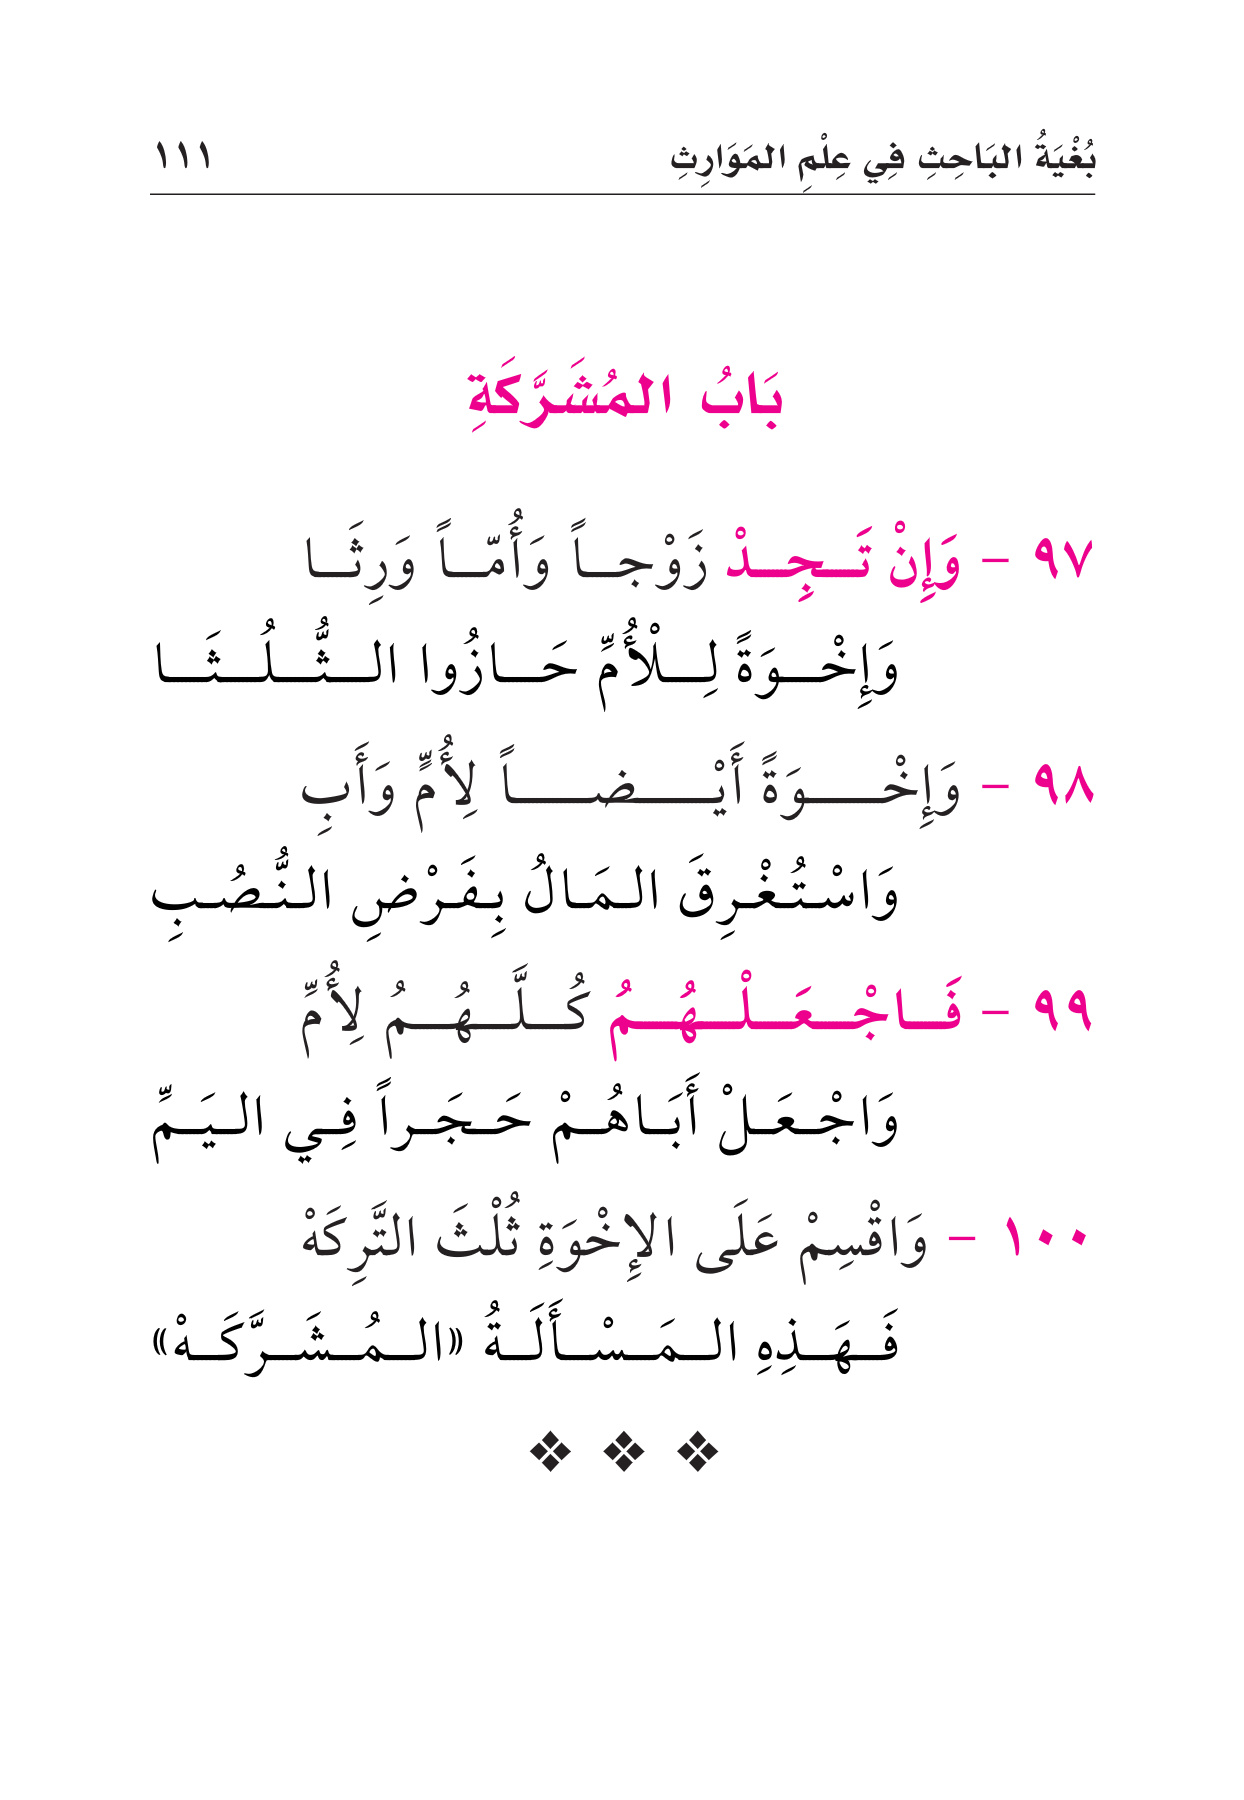 بُغْيَةُ البَاحِثِ فِي عِلْمِ المَوَارِثِ ١١١
بَابُ المُشَرَّكَةِ
٩٧ - وَإِنْ تَجِدْ زَوْجاً وَأُمّاً وَرِثَا
وَإِخْوَةً لِلْأُمِّ حَازُوا الثُّلُثَا
٩٨ - وَإِخْوَةً أَيْضاً لِأُمٍّ وَأَبِ
وَاسْتُغْرِقَ المَالُ بِفَرْضِ النُّصُبِ
٩٩ - فَاجْعَلْهُمُ كُلَّهُمُ لِأُمِّ
وَاجْعَلْ أَبَاهُمْ حَجَراً فِي اليَمِّ
١٠٠ - وَاقْسِمْ عَلَى الإِخْوَةِ ثُلْثَ التَّرِكَهْ
فَهَذِهِ المَسْأَلَةُ «المُشَرَّكَهْ»